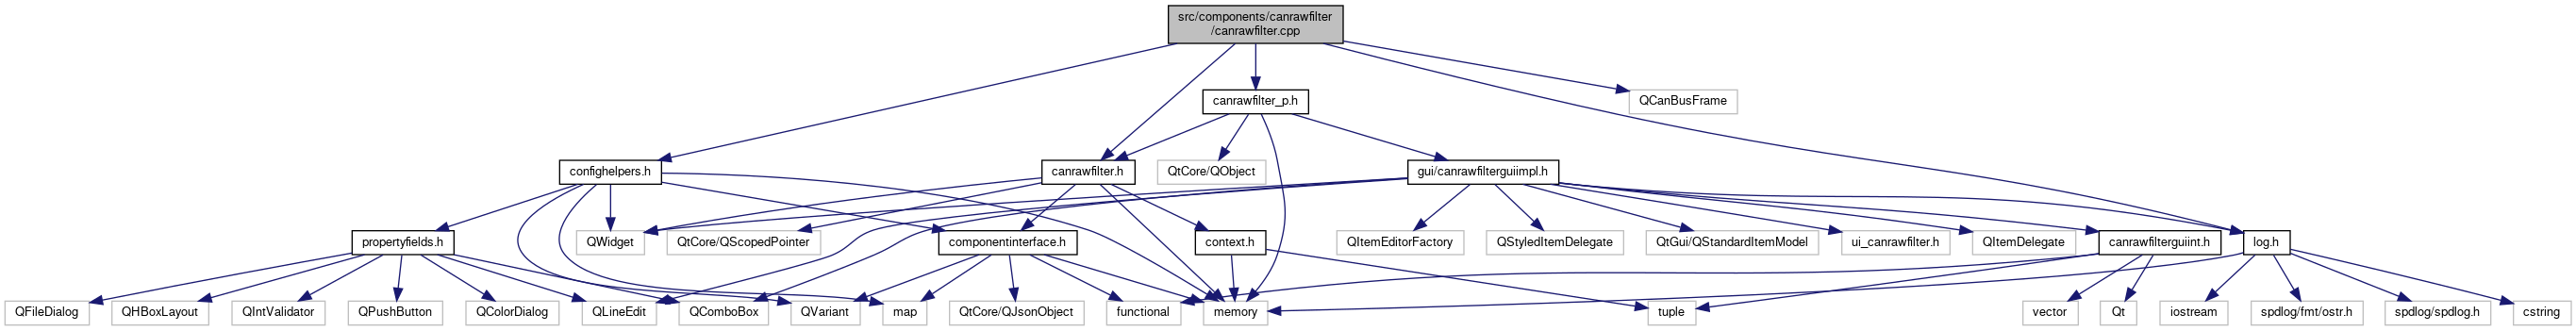 src/components/canrawfilter
/canrawfilter.cpp
canrawfilter_p.h
QCanBusFrame
confighelpers.h
canrawfilter.h
QtCore/QObject
gui/canrawfilterguiimpl.h
propertyfields.h
QWidget
QtCore/QScopedPointer
componentinterface.h
context.h
QItemEditorFactory
QStyledItemDelegate
QtGui/QStandardItemModel
ui_canrawfilter.h
QItemDelegate
canrawfilterguiint.h
log.h
QFileDialog
QHBoxLayout
QIntValidator
QPushButton
QColorDialog
QLineEdit
QComboBox
QVariant
map
QtCore/QJsonObject
functional
memory
tuple
vector
Qt
iostream
spdlog/fmt/ostr.h
spdlog/spdlog.h
cstring